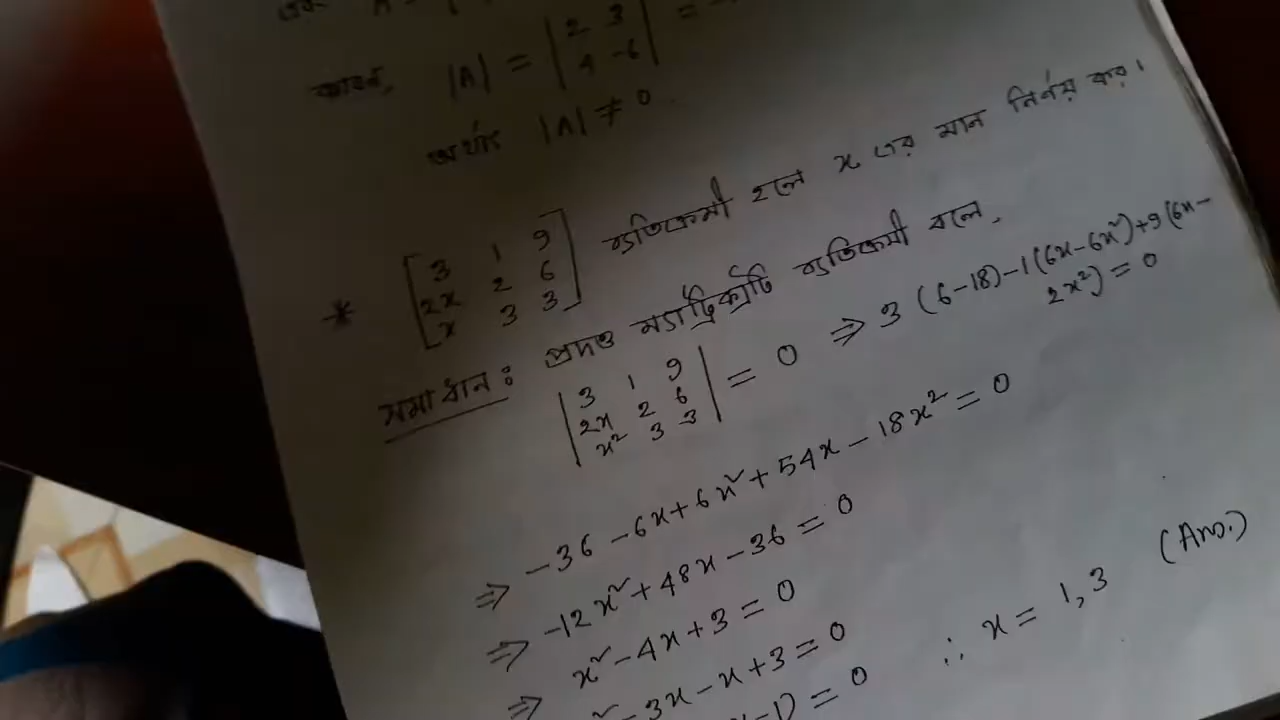 A =
কারন, |A| = | 2 3 | =
| 4 -6 |
অর্থাৎ |A| ≠ 0
* [ 3 1 9 ] ব্যতিক্রমী হলে x এর মান নির্ণয় কর।
[ 2x 2 6 ]
[ x 3 3 ]
সমাধান: প্রদত্ত ম্যাট্রিক্সটি ব্যতিক্রমী বলে,
| 3 1 9 | = 0 ⇒ 3 (6-18) -1 (6x - 6x²) + 9 (6x -
| 2x 2 6 | 2x²) = 0
| x² 3 3 |
⇒ -36 - 6x + 6x² + 54x - 18x² = 0
⇒ -12x² + 48x - 36 = 0
⇒ x² - 4x + 3 = 0
- 3x - x + 3 = 0
-1) = 0 ∴ x = 1, 3 (Ans.)